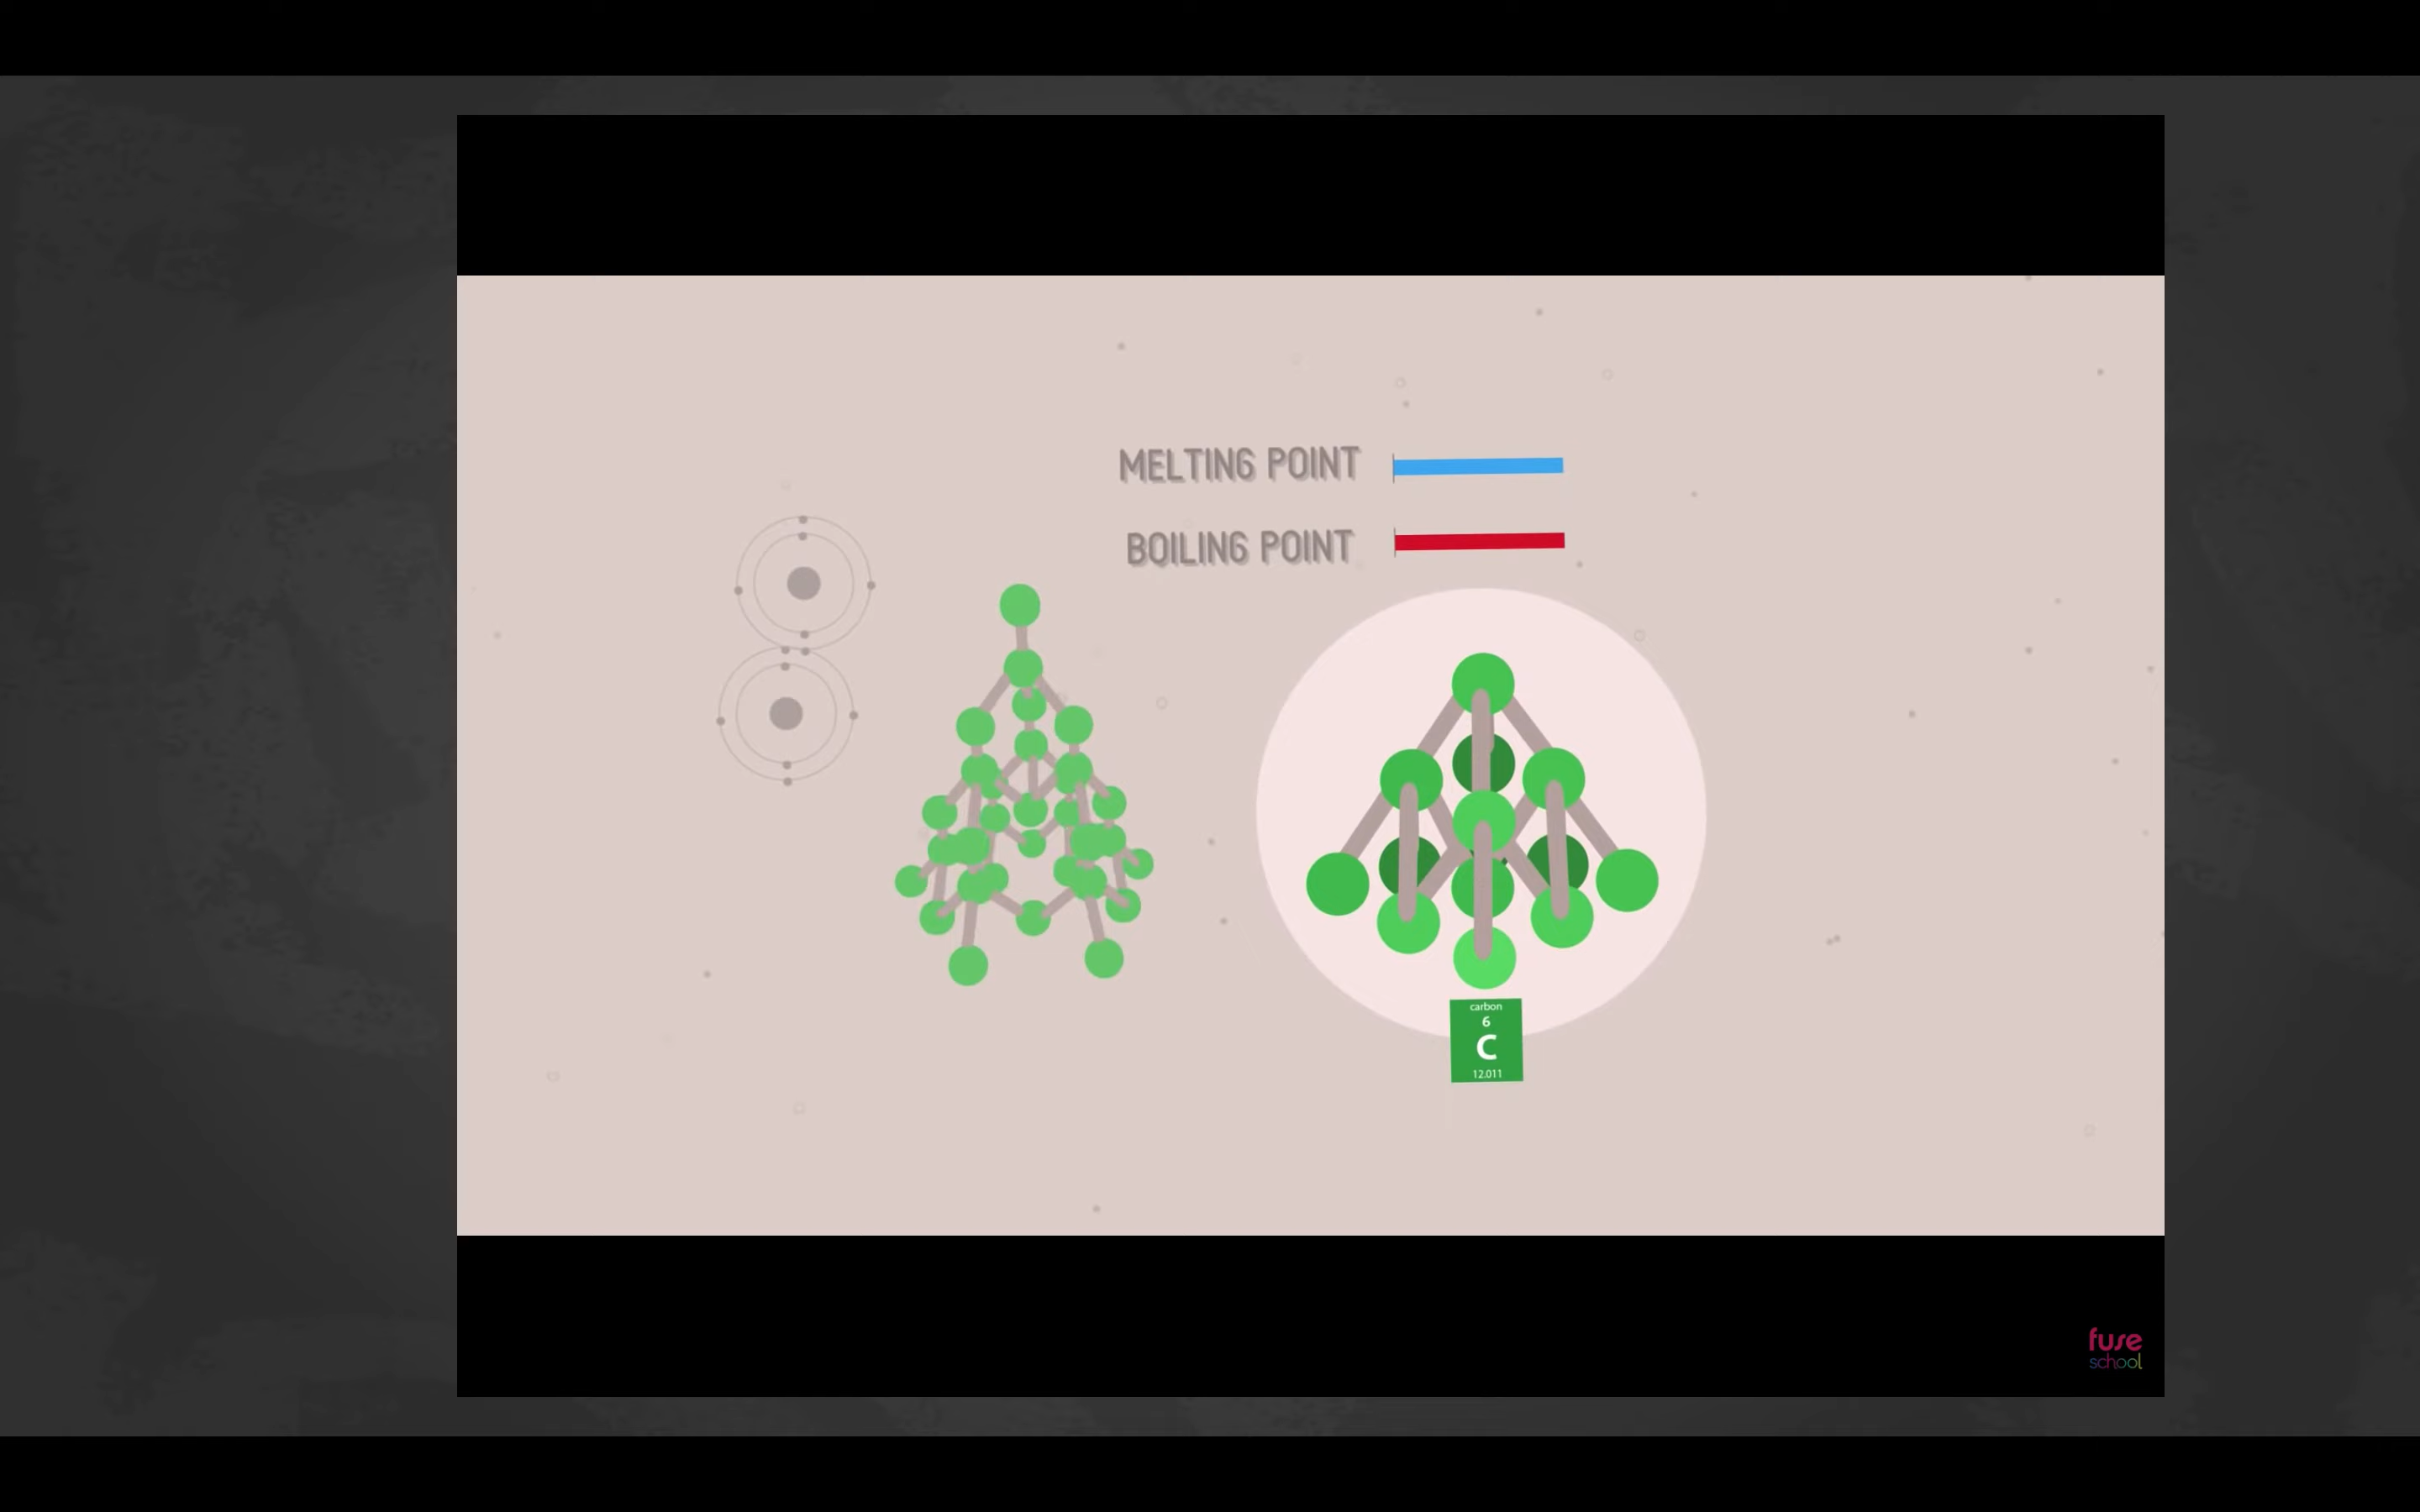 MELTING POINT
BOILING POINT
carbon
6
C
12.011
fuse
school